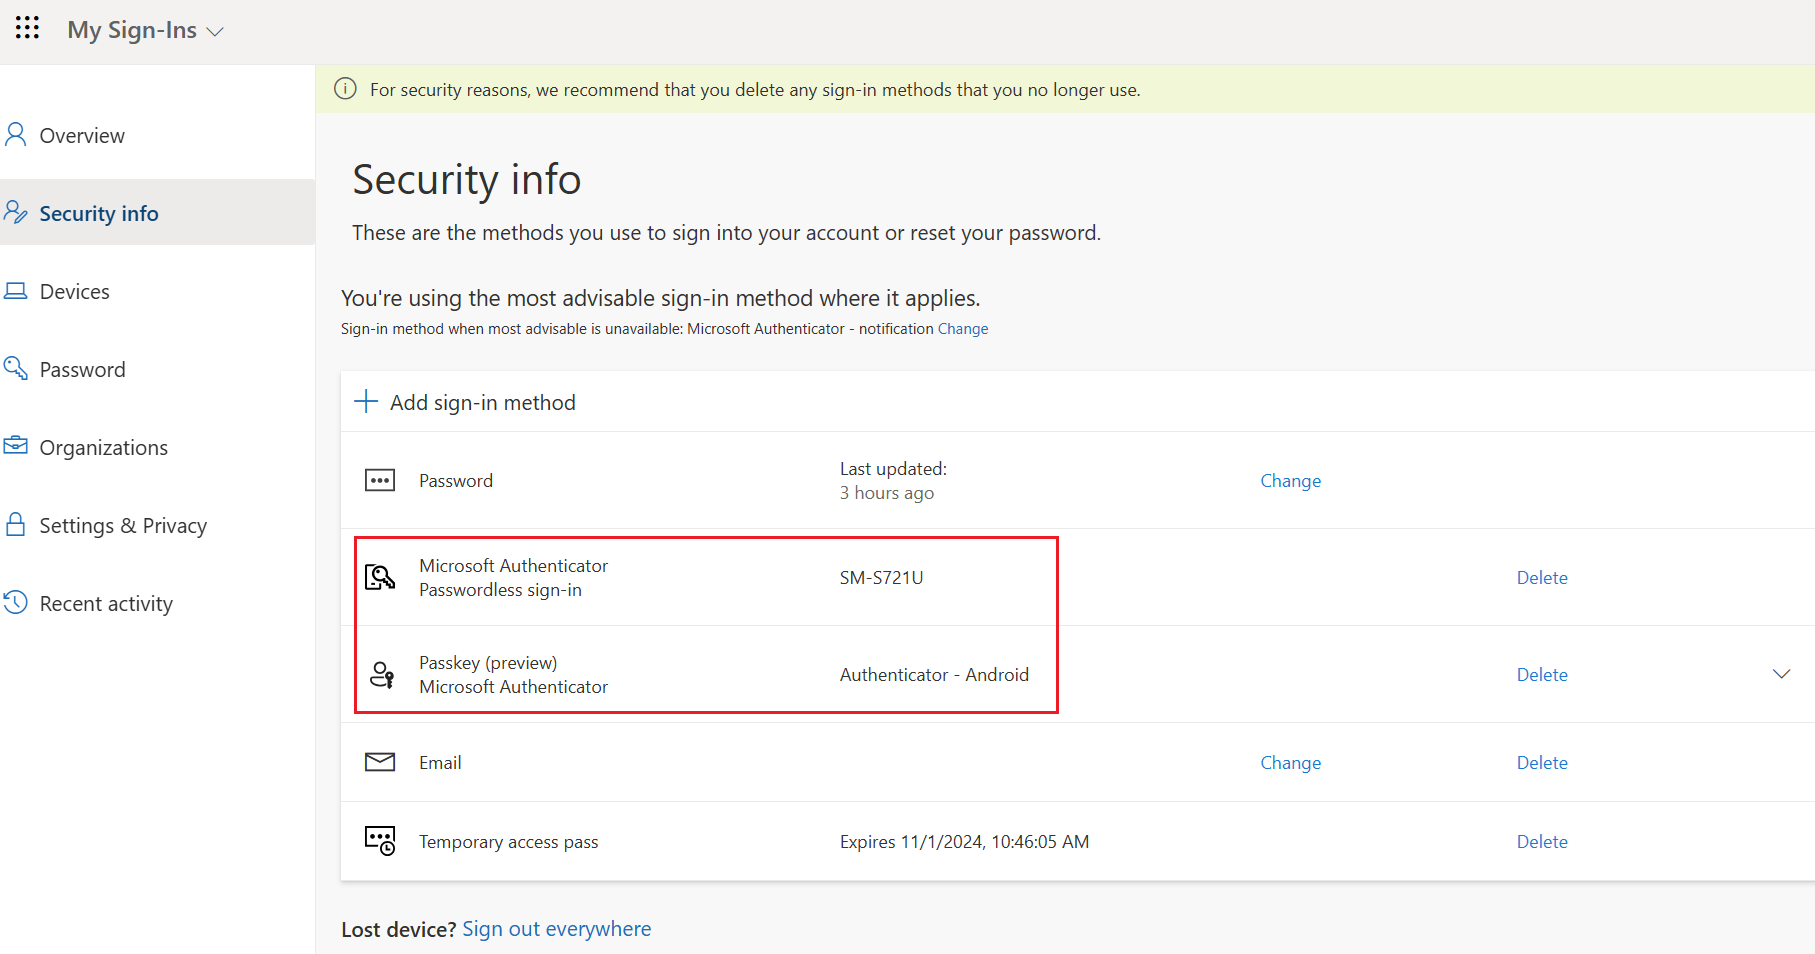 My Sign-Ins
For security reasons, we recommend that you delete any sign-in methods that you no longer use.
Overview
Security info
Devices
Password
Organizations
Settings & Privacy
Recent activity
Security info
These are the methods you use to sign into your account or reset your password.
You're using the most advisable sign-in method where it applies.
Sign-in method when most advisable is unavailable: Microsoft Authenticator - notification Change
Add sign-in method
Password
Last updated:
3 hours ago
Change
Microsoft Authenticator
Passwordless sign-in
SM-S721U
Delete
Passkey (preview)
Microsoft Authenticator
Authenticator - Android
Delete
Email
Change
Delete
Temporary access pass
Expires 11/1/2024, 10:46:05 AM
Delete
Lost device? Sign out everywhere